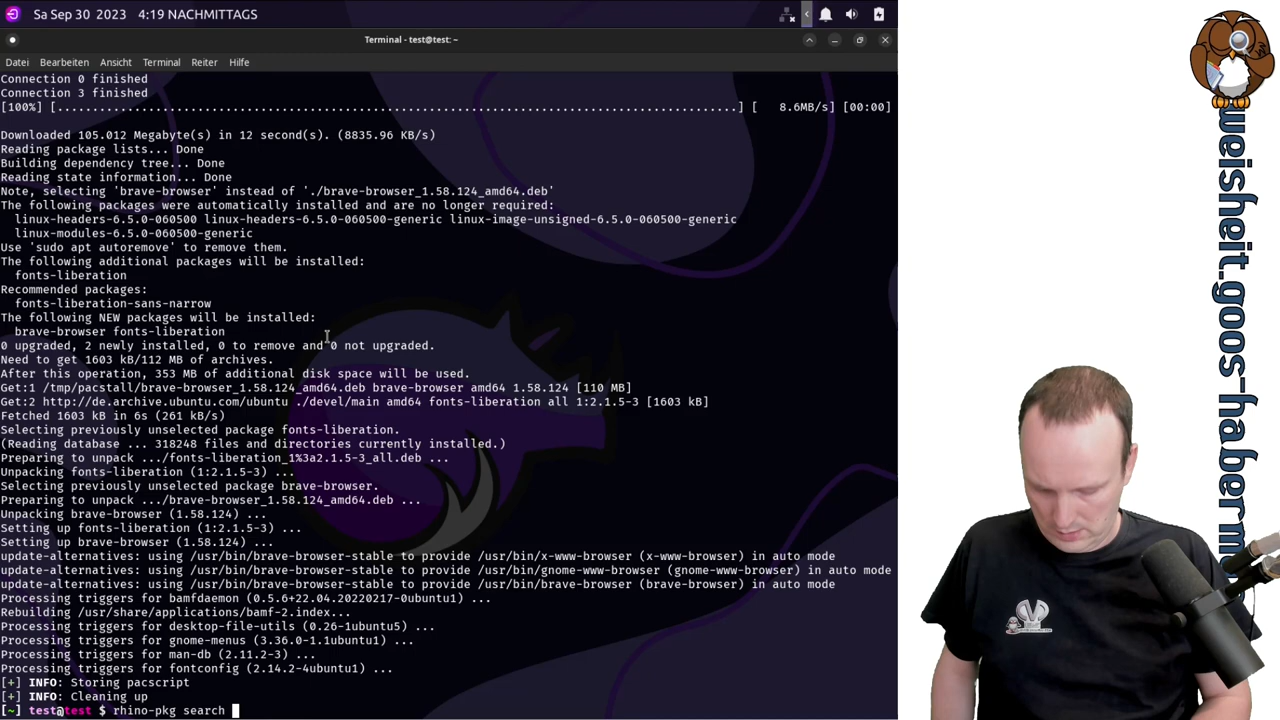 Sa Sep 30 2023 4:19 NACHMITTAGS
Terminal - test@test: ~
Datei Bearbeiten Ansicht Terminal Reiter Hilfe
Connection 0 finished
Connection 3 finished
[100%] [..................................................................................................] [ 8.6MB/s] [00:00]
Downloaded 105.012 Megabyte(s) in 12 second(s). (8835.96 KB/s)
Reading package lists... Done
Building dependency tree... Done
Reading state information... Done
Note, selecting 'brave-browser' instead of './brave-browser_1.58.124_amd64.deb'
The following packages were automatically installed and are no longer required:
linux-headers-6.5.0-060500 linux-headers-6.5.0-060500-generic linux-image-unsigned-6.5.0-060500-generic
linux-modules-6.5.0-060500-generic
Use 'sudo apt autoremove' to remove them.
The following additional packages will be installed:
fonts-liberation
Recommended packages:
fonts-liberation-sans-narrow
The following NEW packages will be installed:
brave-browser fonts-liberation
0 upgraded, 2 newly installed, 0 to remove and 0 not upgraded.
Need to get 1603 kB/112 MB of archives.
After this operation, 353 MB of additional disk space will be used.
Get:1 /tmp/pacstall/brave-browser_1.58.124_amd64.deb brave-browser amd64 1.58.124 [110 MB]
Get:2 http://de.archive.ubuntu.com/ubuntu ./devel/main amd64 fonts-liberation all 1:2.1.5-3 [1603 kB]
Fetched 1603 kB in 6s (261 kB/s)
Selecting previously unselected package fonts-liberation.
(Reading database ... 318248 files and directories currently installed.)
Preparing to unpack .../fonts-liberation_1%3a2.1.5-3_all.deb ...
Unpacking fonts-liberation (1:2.1.5-3) ...
Selecting previously unselected package brave-browser.
Preparing to unpack .../brave-browser_1.58.124_amd64.deb ...
Unpacking brave-browser (1.58.124) ...
Setting up fonts-liberation (1:2.1.5-3) ...
Setting up brave-browser (1.58.124) ...
update-alternatives: using /usr/bin/brave-browser-stable to provide /usr/bin/x-www-browser (x-www-browser) in auto mode
update-alternatives: using /usr/bin/brave-browser-stable to provide /usr/bin/gnome-www-browser (gnome-www-browser) in auto mode
update-alternatives: using /usr/bin/brave-browser-stable to provide /usr/bin/brave-browser (brave-browser) in auto mode
Processing triggers for bamfdaemon (0.5.6+22.04.20220217-0ubuntu1) ...
Rebuilding /usr/share/applications/bamf-2.index...
Processing triggers for desktop-file-utils (0.26-1ubuntu5) ...
Processing triggers for gnome-menus (3.36.0-1.1ubuntu1) ...
Processing triggers for man-db (2.11.2-3) ...
Processing triggers for fontconfig (2.14.2-4ubuntu1) ...
[+] INFO: Storing pacscript
[+] INFO: Cleaning up
[~] test@test $ rhino-pkg search
weisheit.goos-haberm